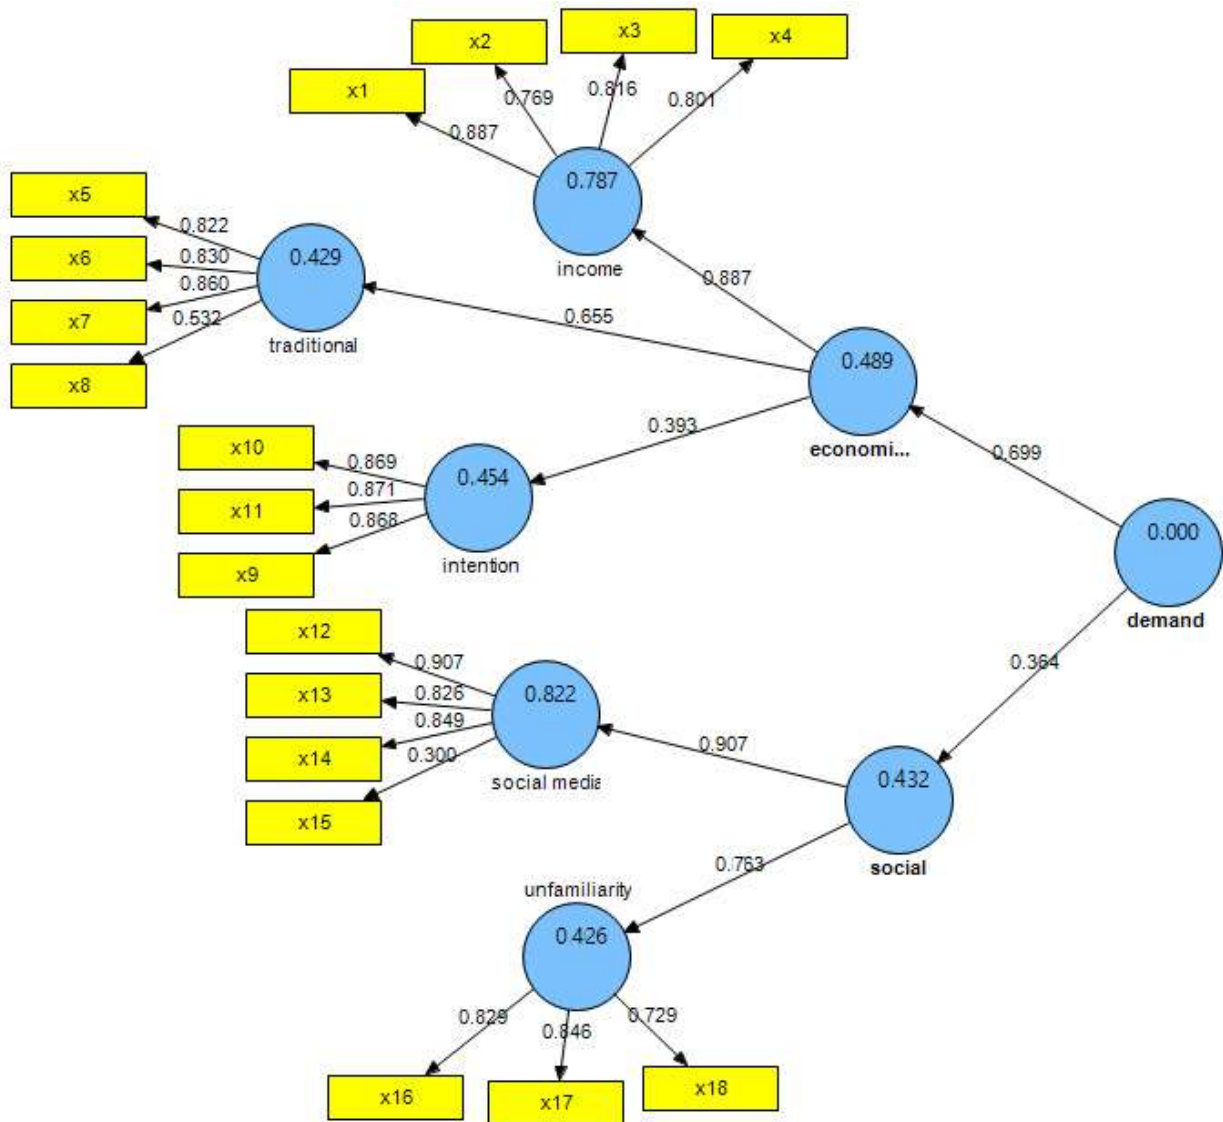 x1
x2
x3
x4
0.887
0.769
0.816
0.801
0.787
income
x5
x6
x7
x8
0.822
0.830
0.860
0.532
0.429
traditional
0.887
0.655
0.393
0.489
economi...
x10
x11
x9
0.869
0.871
0.868
0.454
intention
0.699
0.000
demand
0.364
x12
x13
x14
x15
0.907
0.826
0.849
0.300
0.822
social media
0.907
0.432
social
0.763
unfamiliarity
0.426
0.829
0.846
0.729
x16
x17
x18